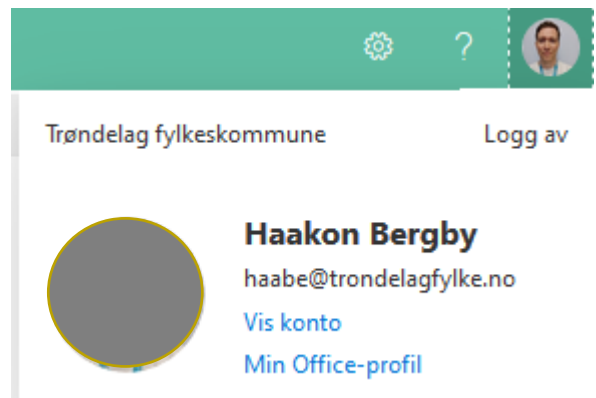 ?
Trøndelag fylkeskommune Logg av
Haakon Bergby
haabe@trondelagfylke.no
Vis konto
Min Office-profil